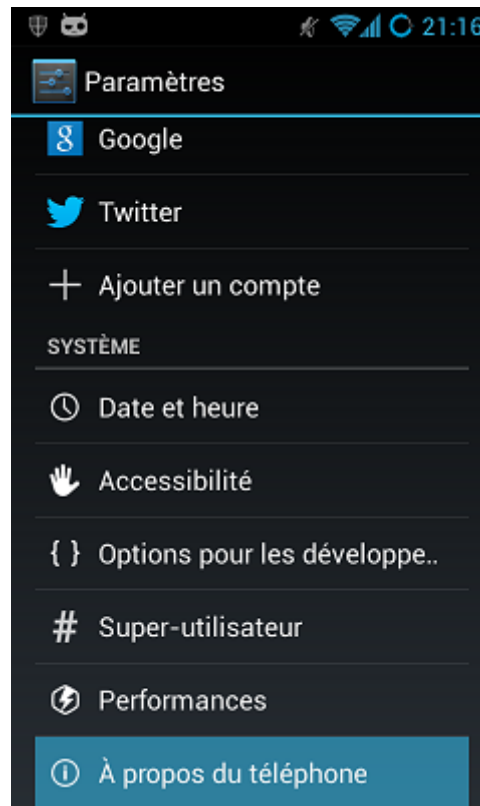 21:16
Paramètres
Google
Twitter
Ajouter un compte
SYSTÈME
Date et heure
Accessibilité
Options pour les développe..
Super-utilisateur
Performances
À propos du téléphone